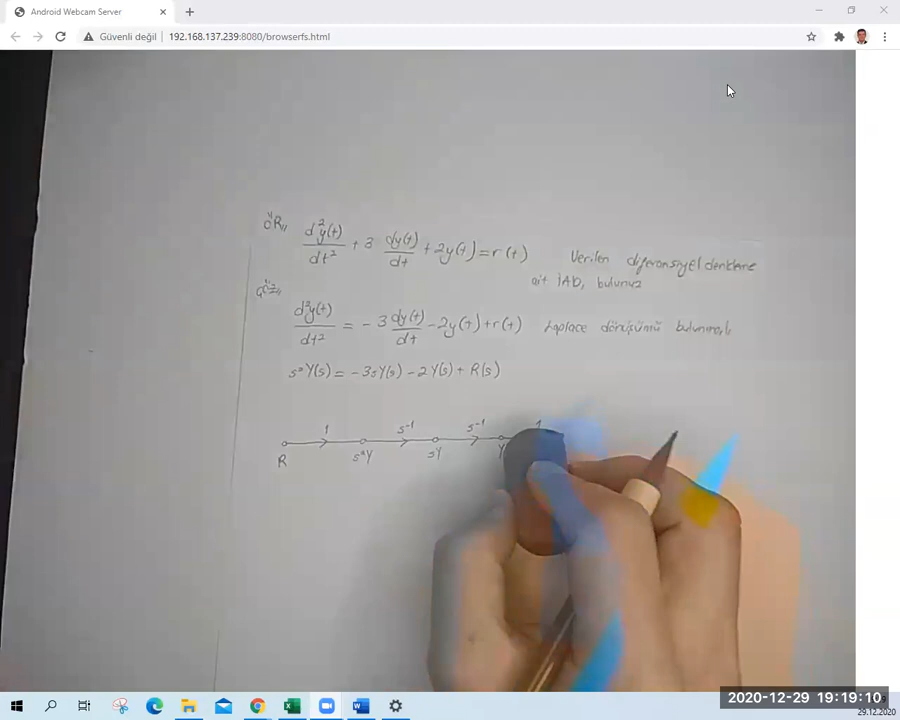 Android Webcam Server
Güvenli değil
192.168.137.239:8080/browserfs.html
ÖR// d²y(t)/dt² + 3 dy(t)/dt + 2y(t) = r(t) Verilen diferansiyel denkleme
ait İAD, bulunuz
d²y(t)/dt² = -3 dy(t)/dt - 2y(t) + r(t) Laplace dönüşümü bulunursa
s²Y(s) = -3sY(s) - 2Y(s) + R(s)
1 s⁻¹ s⁻¹ 1
R s²Y sY Y
2020-12-29 19:19:10
29.12.2020